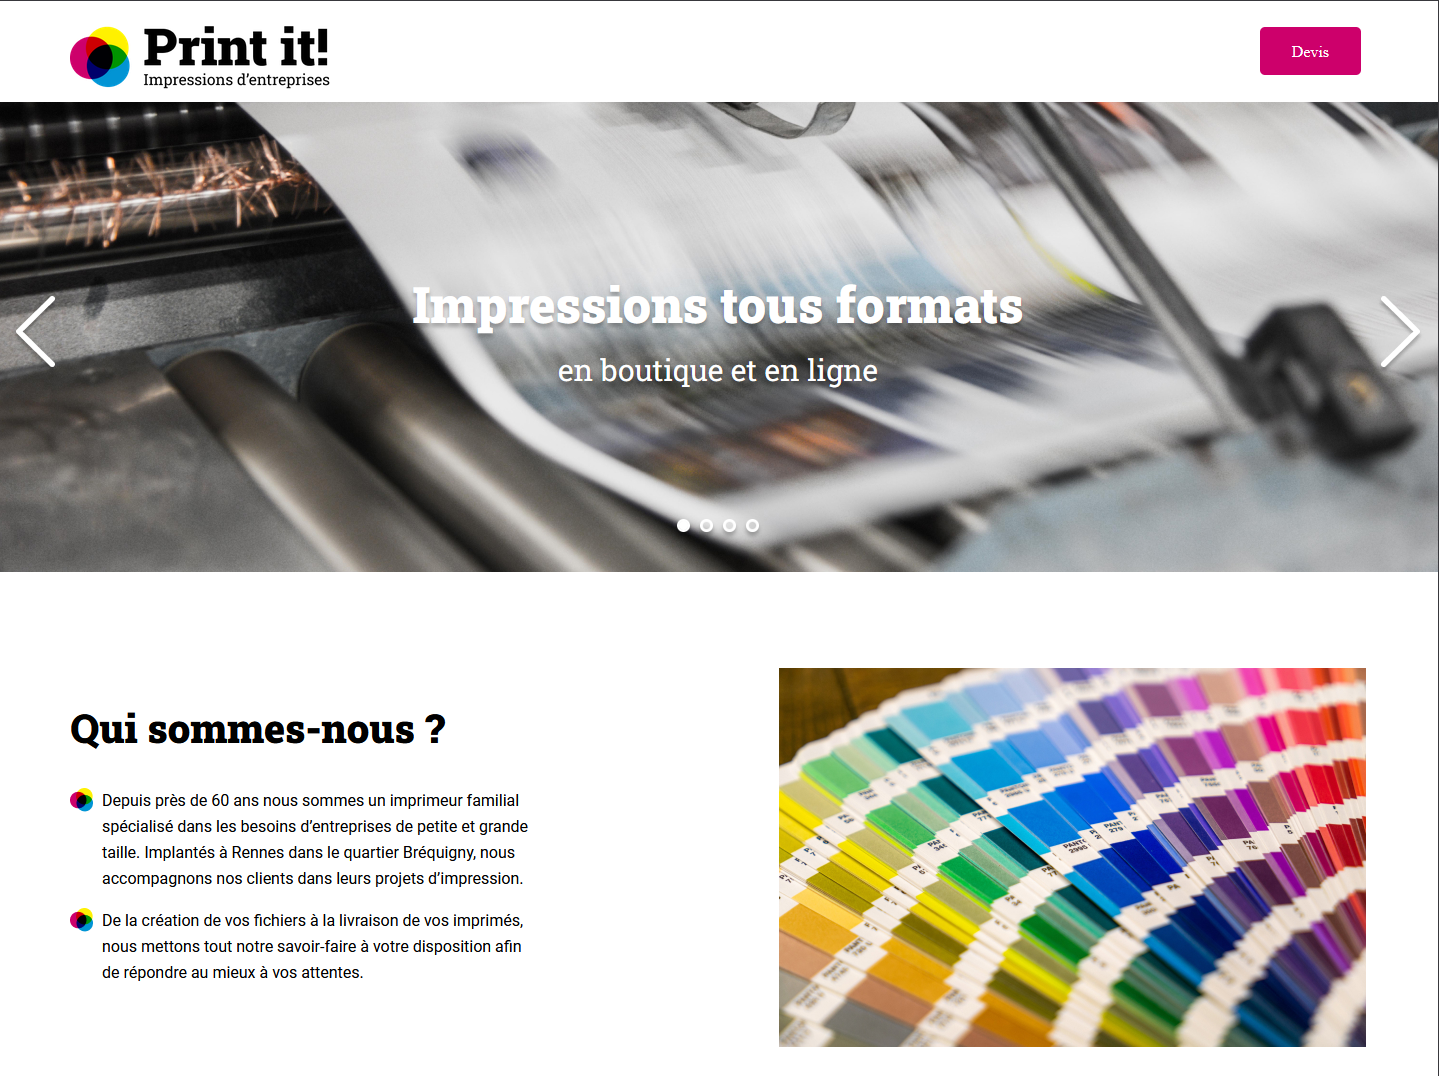 Print it!
Impressions d’entreprises
Devis
Impressions tous formats
en boutique et en ligne
Qui sommes-nous ?
Depuis près de 60 ans nous sommes un imprimeur familial
spécialisé dans les besoins d’entreprises de petite et grande
taille. Implantés à Rennes dans le quartier Bréquigny, nous
accompagnons nos clients dans leurs projets d’impression.
De la création de vos fichiers à la livraison de vos imprimés,
nous mettons tout notre savoir-faire à votre disposition afin
de répondre au mieux à vos attentes.